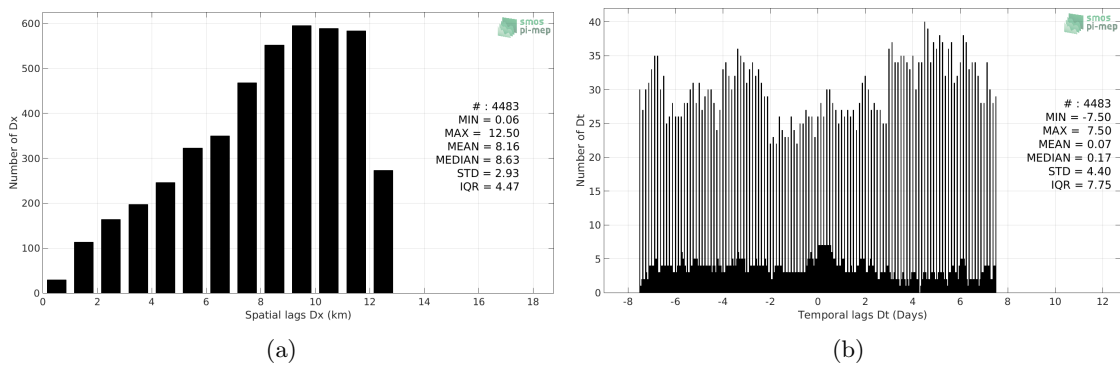 600
500
400
300
200
100
0
0 2 4 6 8 10 12 14 16 18
Number of Dx
Spatial lags Dx (km)
smos
pi-mep
# : 4483
MIN = 0.06
MAX = 12.50
MEAN = 8.16
MEDIAN = 8.63
STD = 2.93
IQR = 4.47
(a)
40
35
30
25
20
15
10
5
0
-8 -6 -4 -2 0 2 4 6 8 10 12
Number of Dt
Temporal lags Dt (Days)
smos
pi-mep
# : 4483
MIN = -7.50
MAX = 7.50
MEAN = 0.07
MEDIAN = 0.17
STD = 4.40
IQR = 7.75
(b)